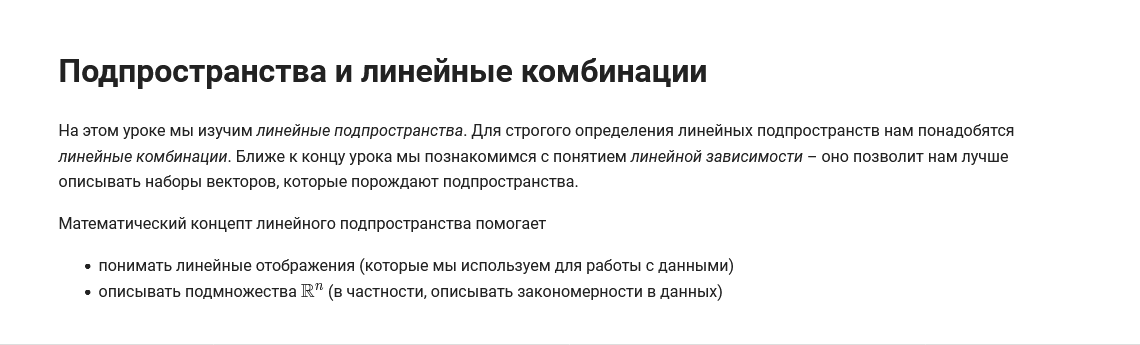 Подпространства и линейные комбинации
На этом уроке мы изучим линейные подпространства. Для строгого определения линейных подпространств нам понадобятся
линейные комбинации. Ближе к концу урока мы познакомимся с понятием линейной зависимости – оно позволит нам лучше
описывать наборы векторов, которые порождают подпространства.
Математический концепт линейного подпространства помогает
• понимать линейные отображения (которые мы используем для работы с данными)
• описывать подмножества ℝⁿ (в частности, описывать закономерности в данных)